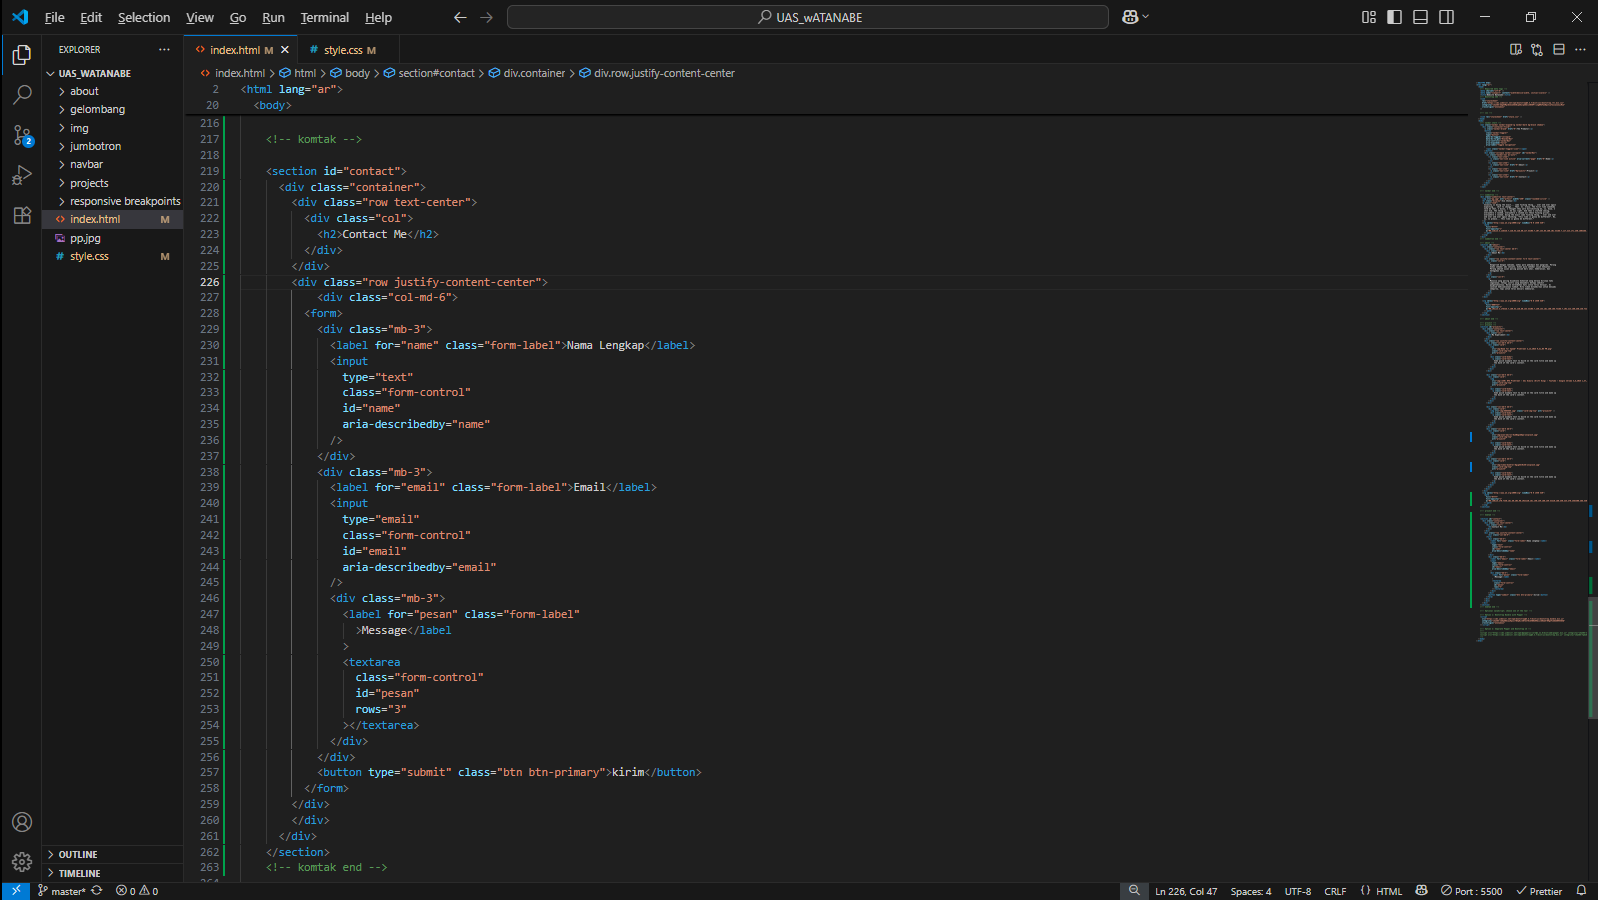 File Edit Selection View Go Run Terminal Help
UAS_wATANABE
EXPLORER
UAS_WATANABE
about
gelombang
img
jumbotron
navbar
projects
responsive breakpoints
index.html M
pp.jpg
style.css M
OUTLINE
TIMELINE
2
index.html M
style.css M
index.html > html > body > section#contact > div.container > div.row.justify-content-center
2 <html lang="ar">
20 <body>
216
217 <!-- komtak -->
218
219 <section id="contact">
220 <div class="container">
221 <div class="row text-center">
222 <div class="col">
223 <h2>Contact Me</h2>
224 </div>
225 </div>
226 <div class="row justify-content-center">
227 <div class="col-md-6">
228 <form>
229 <div class="mb-3">
230 <label for="name" class="form-label">Nama Lengkap</label>
231 <input
232 type="text"
233 class="form-control"
234 id="name"
235 aria-describedby="name"
236 />
237 </div>
238 <div class="mb-3">
239 <label for="email" class="form-label">Email</label>
240 <input
241 type="email"
242 class="form-control"
243 id="email"
244 aria-describedby="email"
245 />
246 <div class="mb-3">
247 <label for="pesan" class="form-label"
248 >Message</label
249 >
250 <textarea
251 class="form-control"
252 id="pesan"
253 rows="3"
254 ></textarea>
255 </div>
256 </div>
257 <button type="submit" class="btn btn-primary">kirim</button>
258 </form>
259 </div>
260 </div>
261 </div>
262 </section>
263 <!-- komtak end -->
master* 0 0
Ln 226, Col 47 Spaces: 4 UTF-8 CRLF HTML Port : 5500 Prettier